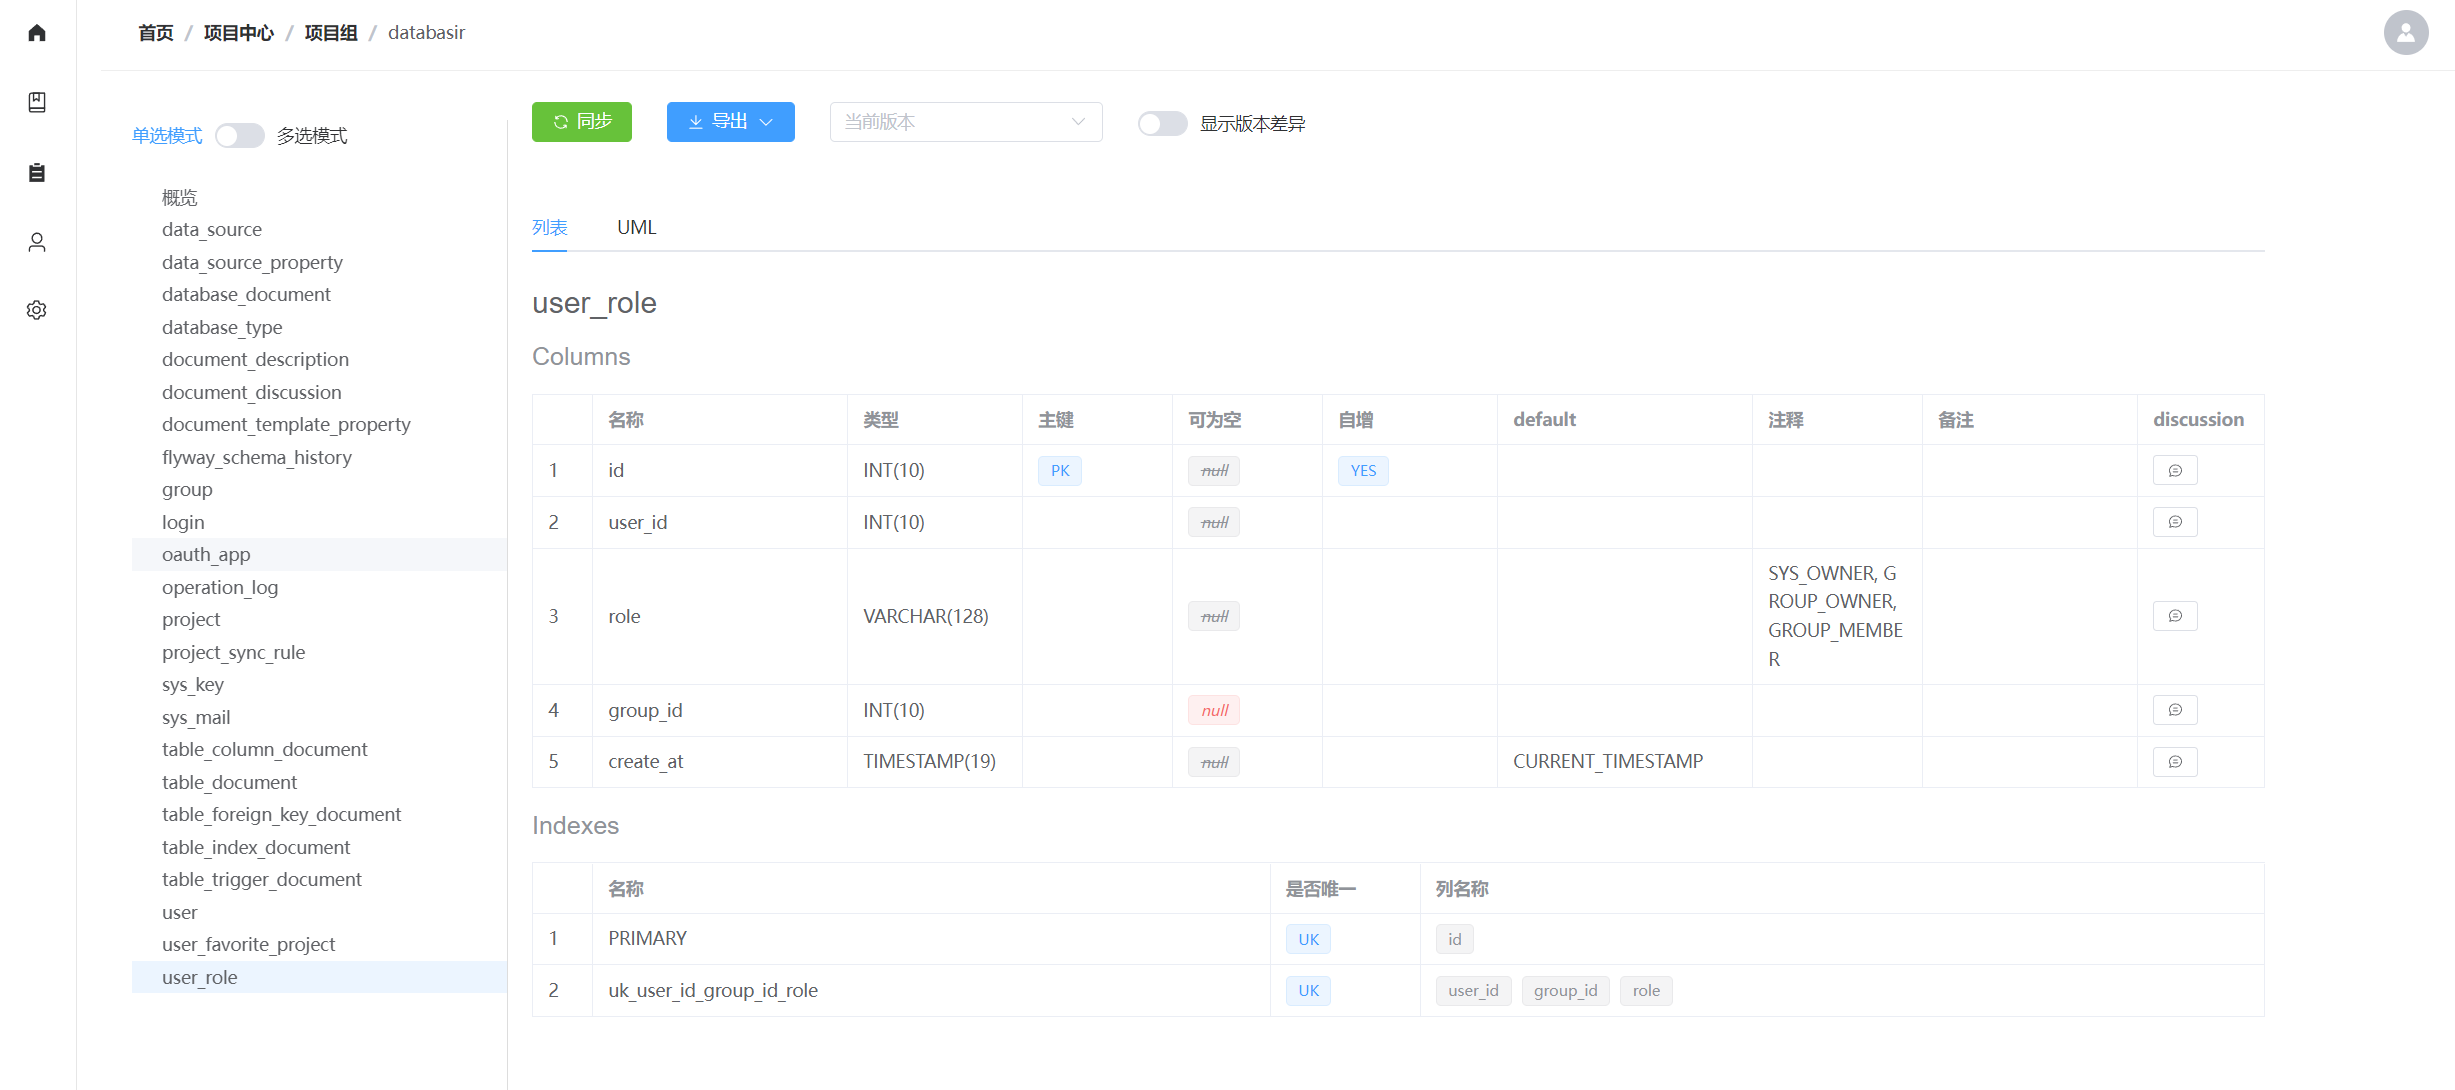 首页 / 项目中心 / 项目组 / databasir
单选模式 多选模式
概览
data_source
data_source_property
database_document
database_type
document_description
document_discussion
document_template_property
flyway_schema_history
group
login
oauth_app
operation_log
project
project_sync_rule
sys_key
sys_mail
table_column_document
table_document
table_foreign_key_document
table_index_document
table_trigger_document
user
user_favorite_project
user_role
同步 导出 当前版本 显示版本差异
列表 UML
user_role
Columns
名称 类型 主键 可为空 自增 default 注释 备注 discussion
1 id INT(10) PK null YES
2 user_id INT(10) null
3 role VARCHAR(128) null SYS_OWNER, G
ROUP_OWNER,
GROUP_MEMBE
R
4 group_id INT(10) null
5 create_at TIMESTAMP(19) null CURRENT_TIMESTAMP
Indexes
名称 是否唯一 列名称
1 PRIMARY UK id
2 uk_user_id_group_id_role UK user_id group_id role